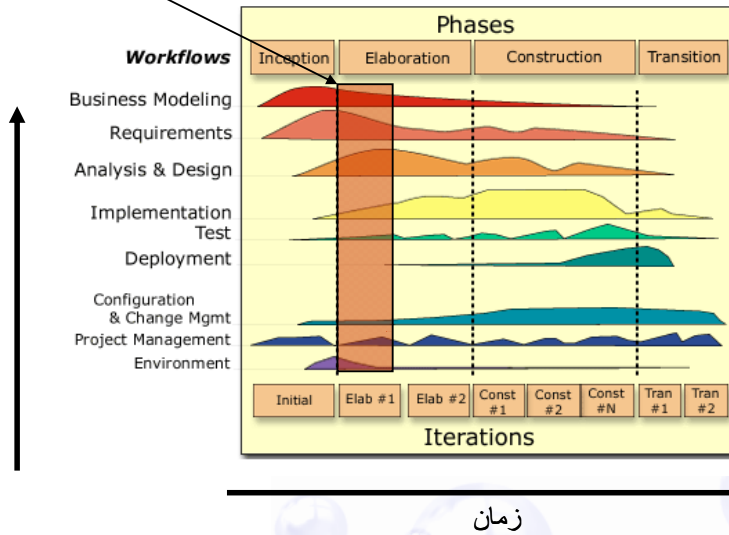 Phases
Workflows Inception Elaboration Construction Transition
Business Modeling
Requirements
Analysis & Design
Implementation
Test
Deployment
Configuration
& Change Mgmt
Project Management
Environment
Initial Elab #1 Elab #2 Const #1 Const #2 Const #N Tran #1 Tran #2
Iterations
زمان